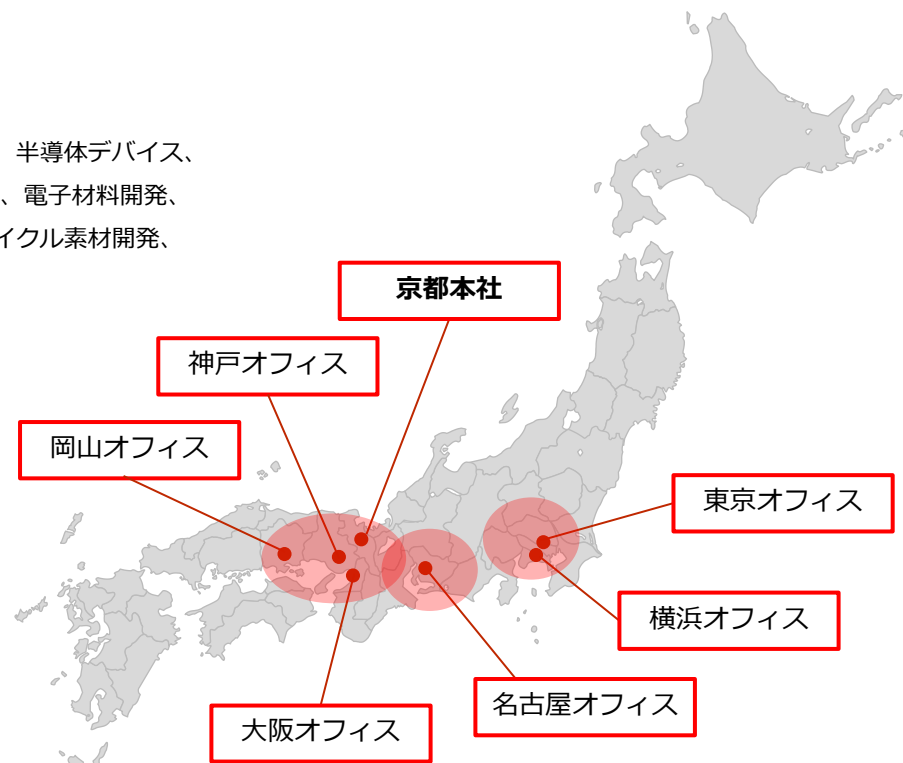 半導体デバイス、
、電子材料開発、
イクル素材開発、
京都本社
神戸オフィス
岡山オフィス
東京オフィス
横浜オフィス
名古屋オフィス
大阪オフィス